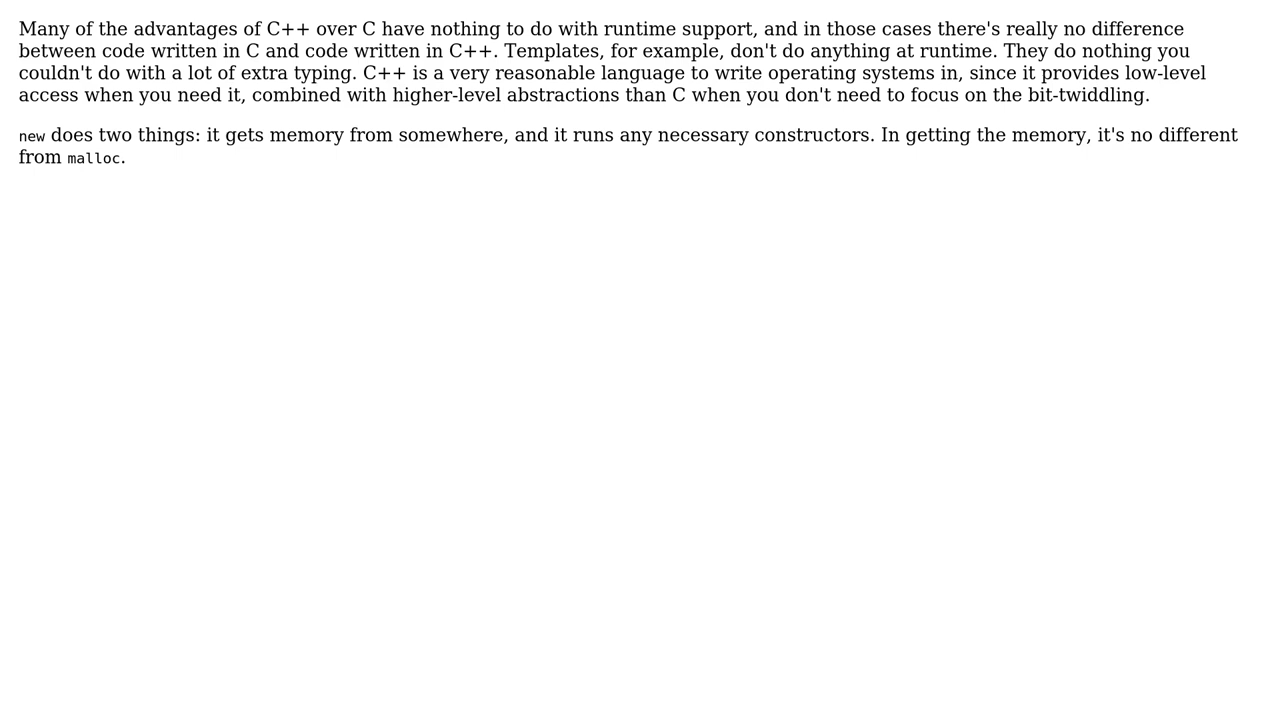 Many of the advantages of C++ over C have nothing to do with runtime support, and in those cases there's really no difference
between code written in C and code written in C++. Templates, for example, don't do anything at runtime. They do nothing you
couldn't do with a lot of extra typing. C++ is a very reasonable language to write operating systems in, since it provides low-level
access when you need it, combined with higher-level abstractions than C when you don't need to focus on the bit-twiddling.
new does two things: it gets memory from somewhere, and it runs any necessary constructors. In getting the memory, it's no different
from malloc.